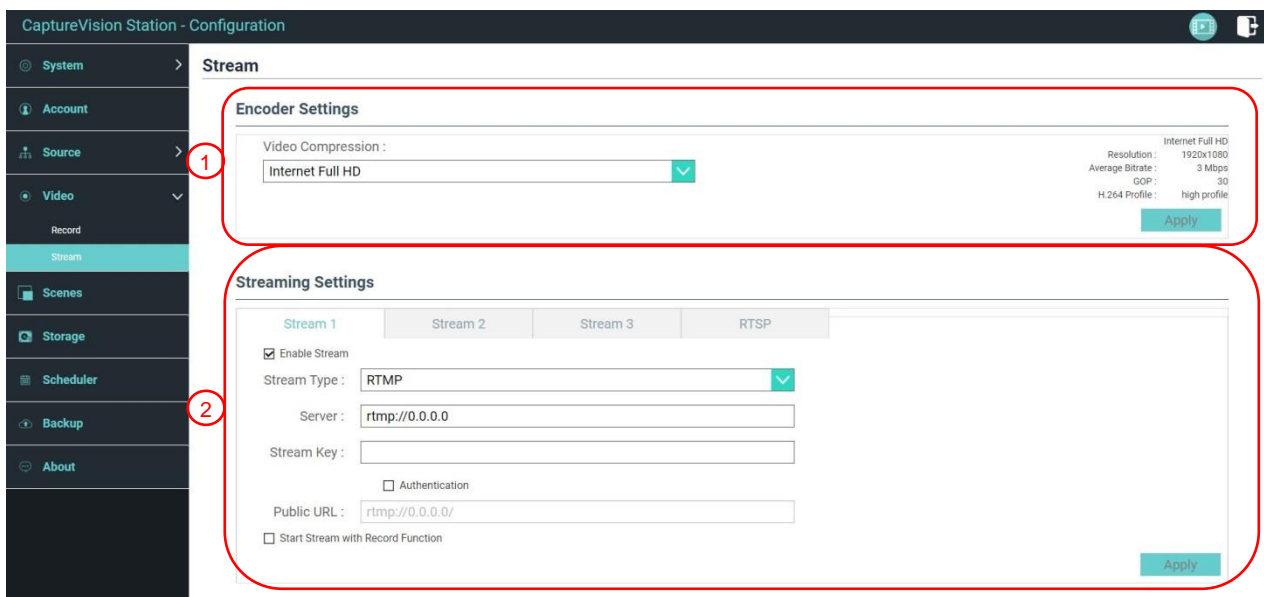 CaptureVision Station - Configuration
System
Account
Source
Video
Record
Stream
Scenes
Storage
Scheduler
Backup
About
Stream
1
Encoder Settings
Video Compression :
Internet Full HD
Internet Full HD
Resolution : 1920x1080
Average Bitrate : 3 Mbps
GOP : 30
H.264 Profile : high profile
Apply
2
Streaming Settings
Stream 1 Stream 2 Stream 3 RTSP
Enable Stream
Stream Type : RTMP
Server : rtmp://0.0.0.0
Stream Key :
Authentication
Public URL : rtmp://0.0.0.0/
Start Stream with Record Function
Apply